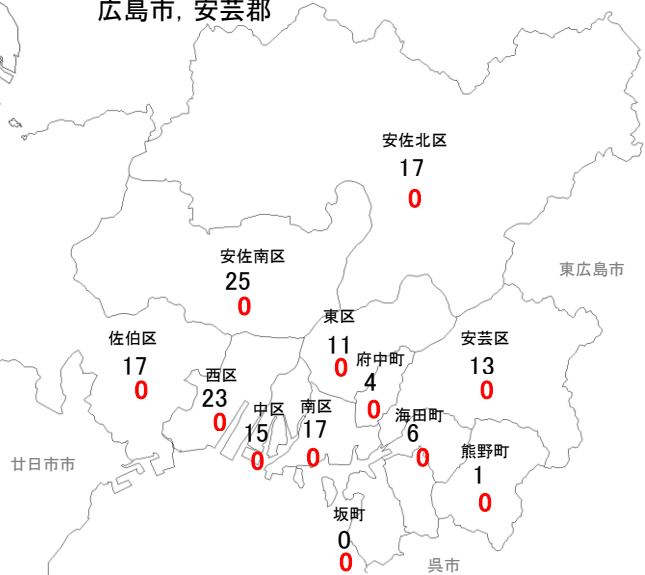 広島市，安芸郡
安佐北区
17
0
安佐南区
25
0
東広島市
東区
11
0
佐伯区
17
0
安芸区
13
0
府中町
4
0
西区
23
0
中区
15
0
南区
17
0
海田町
6
0
熊野町
1
0
廿日市市
坂町
0
0
呉市